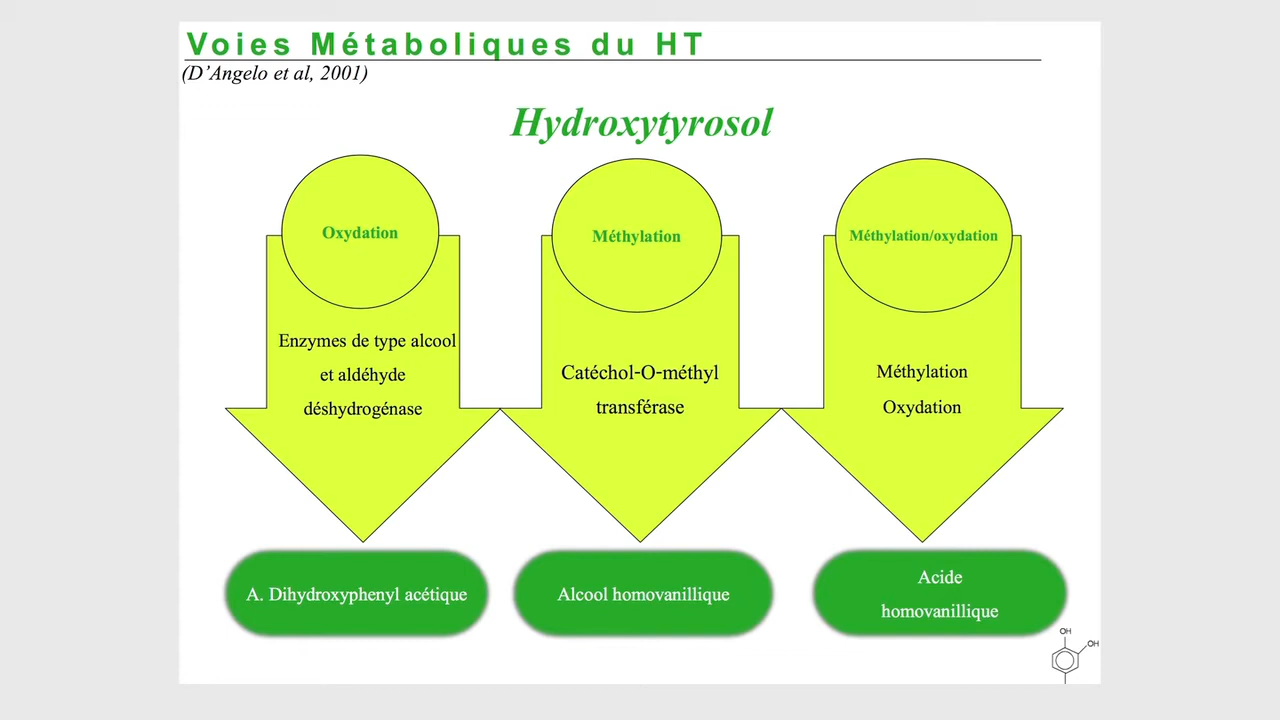 Voies Métaboliques du HT
(D’Angelo et al, 2001)
Hydroxytyrosol
Oxydation
Enzymes de type alcool
et aldéhyde
déshydrogénase
A. Dihydroxyphenyl acétique
Méthylation
Catéchol-O-méthyl
transférase
Alcool homovanillique
Méthylation/oxydation
Méthylation
Oxydation
Acide
homovanillique
OH
OH